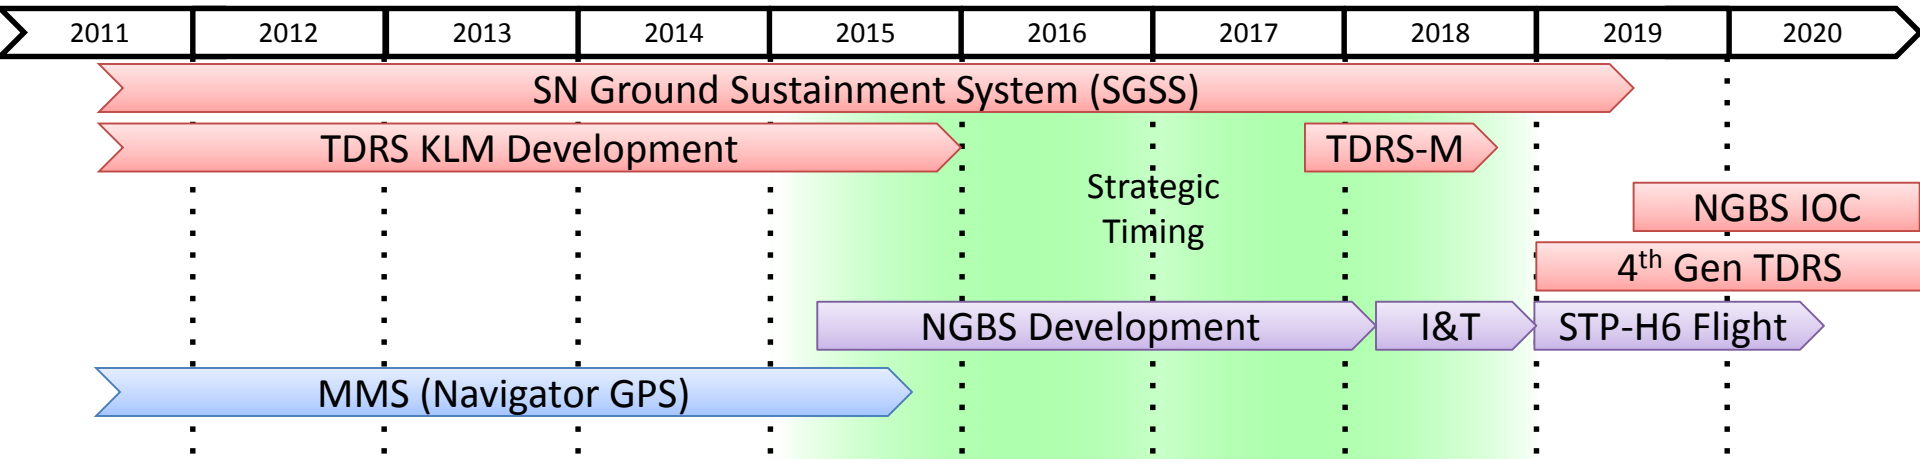 2011 2012 2013 2014 2015 2016 2017 2018 2019 2020
SN Ground Sustainment System (SGSS)
TDRS KLM Development TDRS-M
Strategic
Timing
NGBS IOC
4th Gen TDRS
NGBS Development I&T STP-H6 Flight
MMS (Navigator GPS)